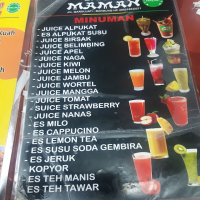 MAMAN
MINUMAN
- JUICE ALPUKAT
- ES ALPUKAT SUSU
- JUICE SIRSAK
- JUICE BELIMBING
- JUICE APEL
- JUICE NAGA
- JUICE KIWI
- JUICE MELON
- JUICE JAMBU
- JUICE WORTEL
- JUICE MANGGA
- JUICE TOMAT
- JUICE STRAWBERRY
- JUICE NANAS
- ES MILO
- ES CAPPUCINO
- ES LEMON TEA
- ES SUSU SODA GEMBIRA
- ES JERUK
- KOPYOR
- ES TEH MANIS
- ES TEH TAWAR